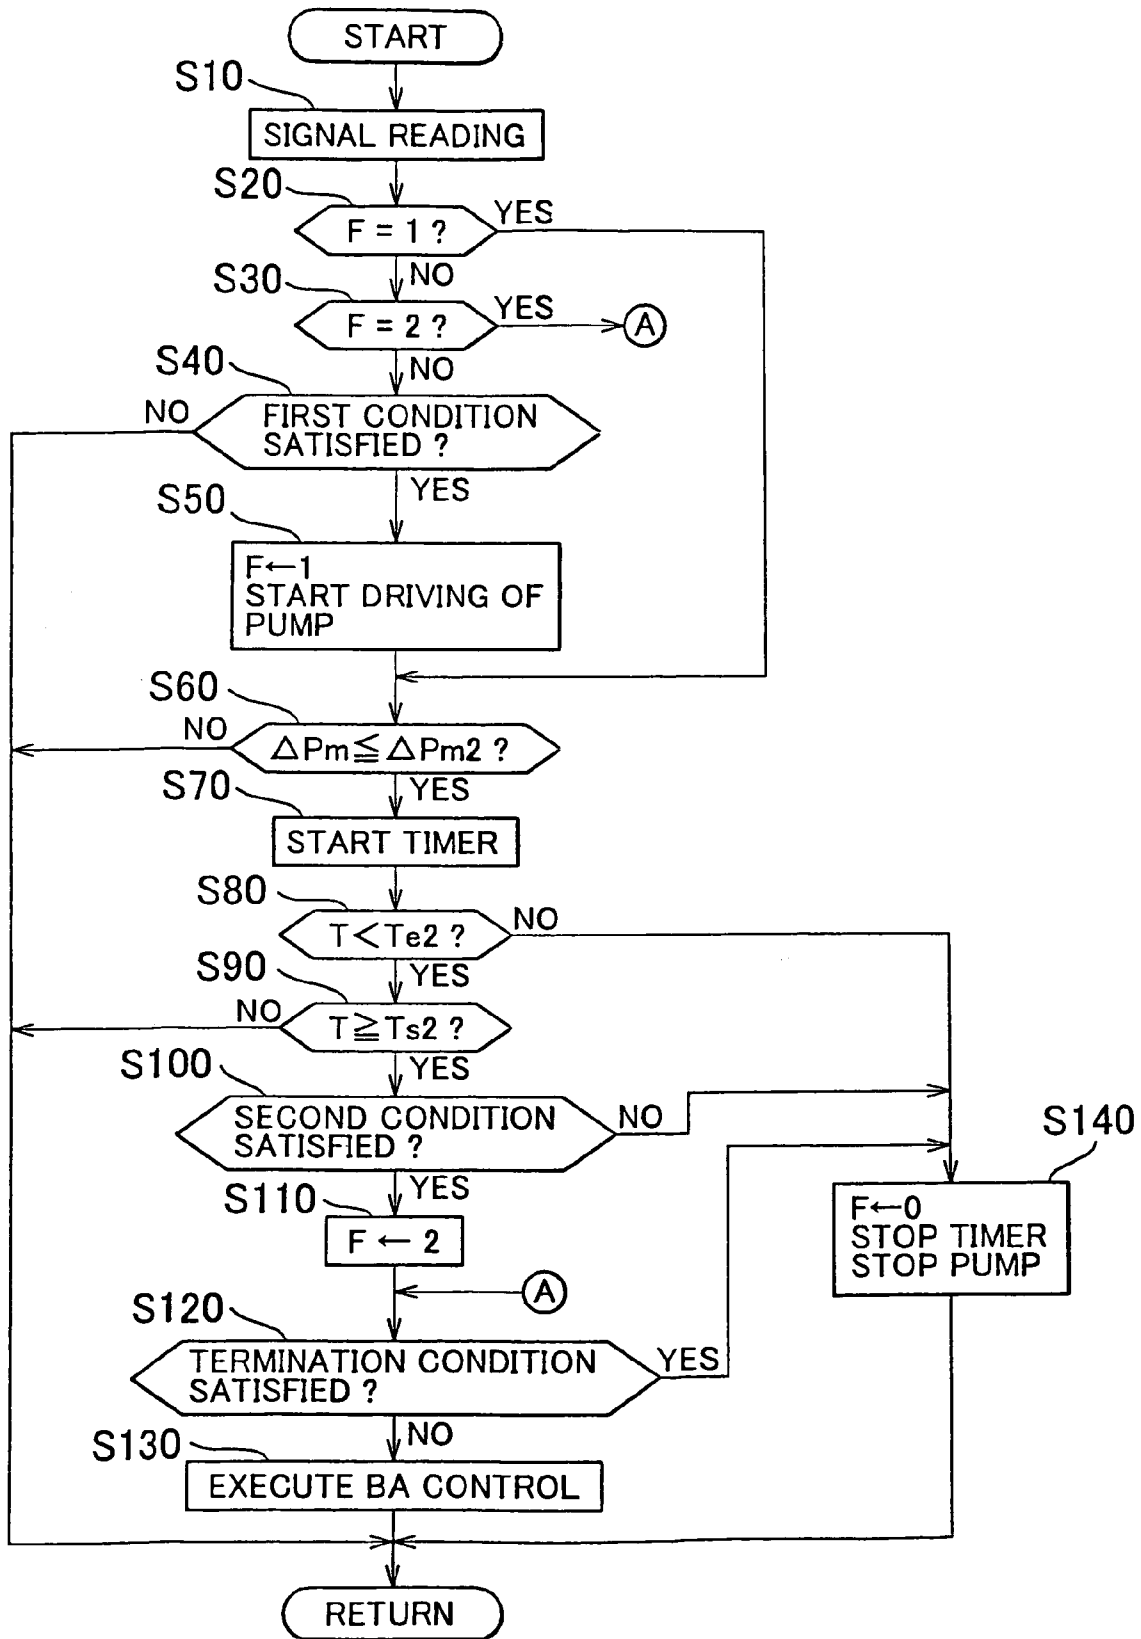 START
S10
SIGNAL READING
S20
F = 1 ?
YES
NO
S30
F = 2 ?
YES
A
NO
S40
NO
FIRST CONDITION
SATISFIED ?
YES
S50
F←1
START DRIVING OF
PUMP
S60
NO
△Pm≦△Pm2 ?
YES
S70
START TIMER
S80
T<Te2 ?
NO
YES
S90
NO
T≧Ts2 ?
YES
S100
SECOND CONDITION
SATISFIED ?
NO
YES
S140
F←0
STOP TIMER
STOP PUMP
S110
F ← 2
A
S120
TERMINATION CONDITION
SATISFIED ?
YES
NO
S130
EXECUTE BA CONTROL
RETURN